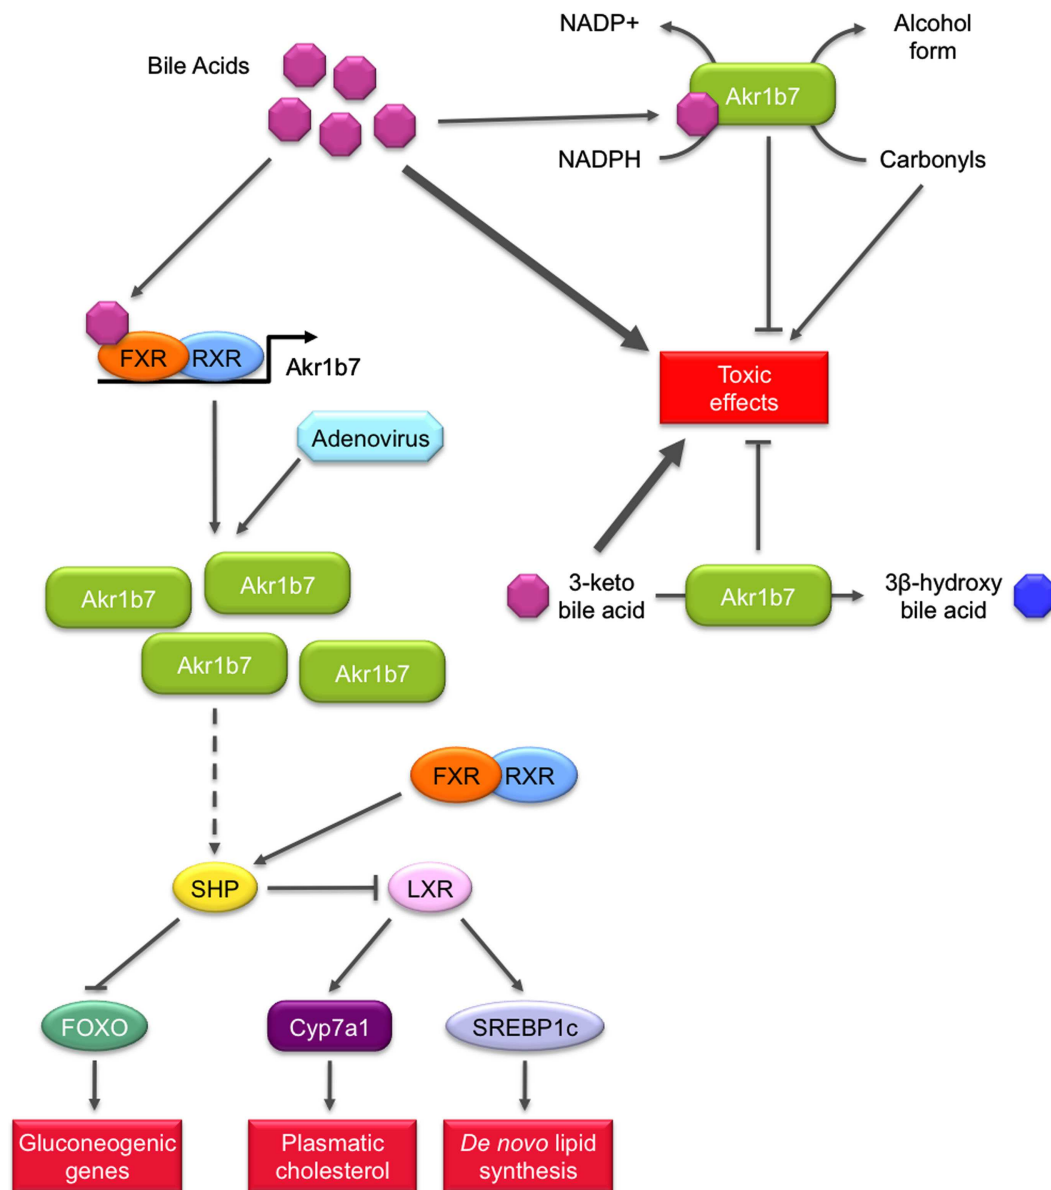 NADP+
Alcohol
form
Bile Acids
Akr1b7
NADPH
Carbonyls
FXR
RXR
Akr1b7
Toxic
effects
Adenovirus
Akr1b7
Akr1b7
3-keto
bile acid
Akr1b7
3β-hydroxy
bile acid
Akr1b7
Akr1b7
FXR
RXR
SHP
LXR
FOXO
Cyp7a1
SREBP1c
Gluconeogenic
genes
Plasmatic
cholesterol
De novo lipid
synthesis